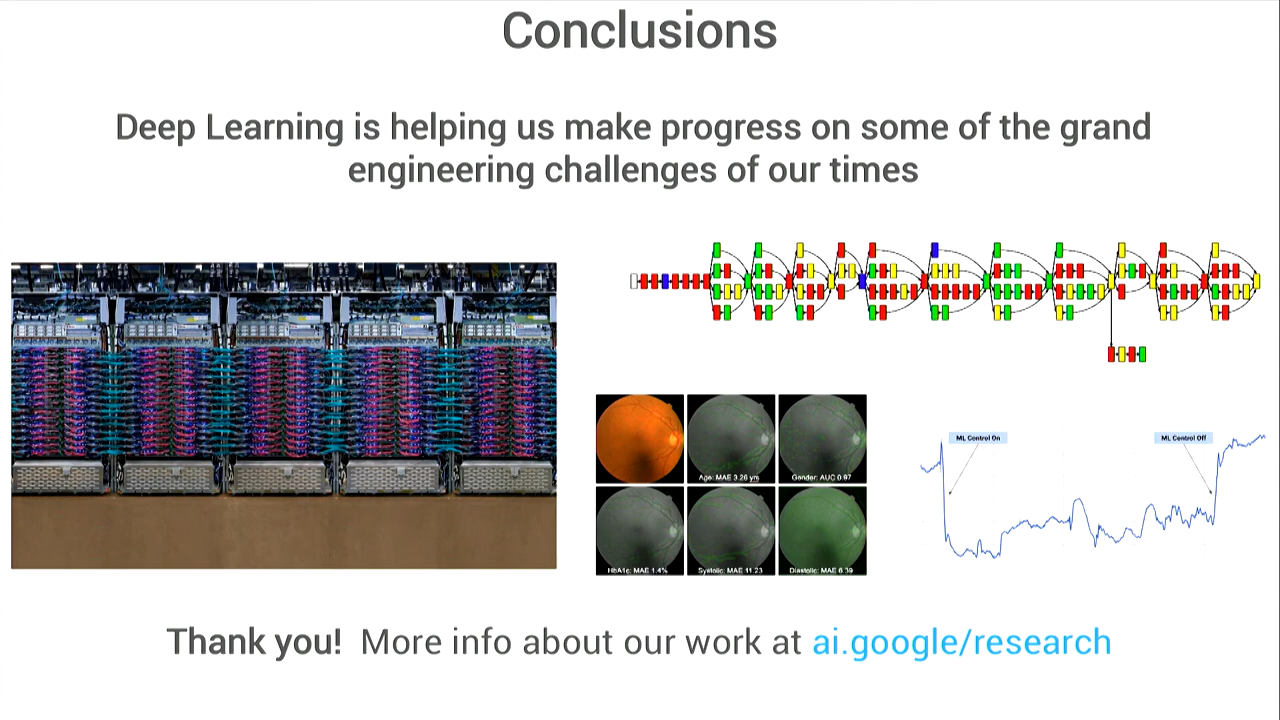 Conclusions
Deep Learning is helping us make progress on some of the grand
engineering challenges of our times
Age: MAE 3.26 yrs
Gender: AUC 0.97
HbA1c: MAE 1.4%
Systolic: MAE 11.23
Diastolic: MAE 6.39
ML Control On
ML Control Off
Thank you! More info about our work at ai.google/research